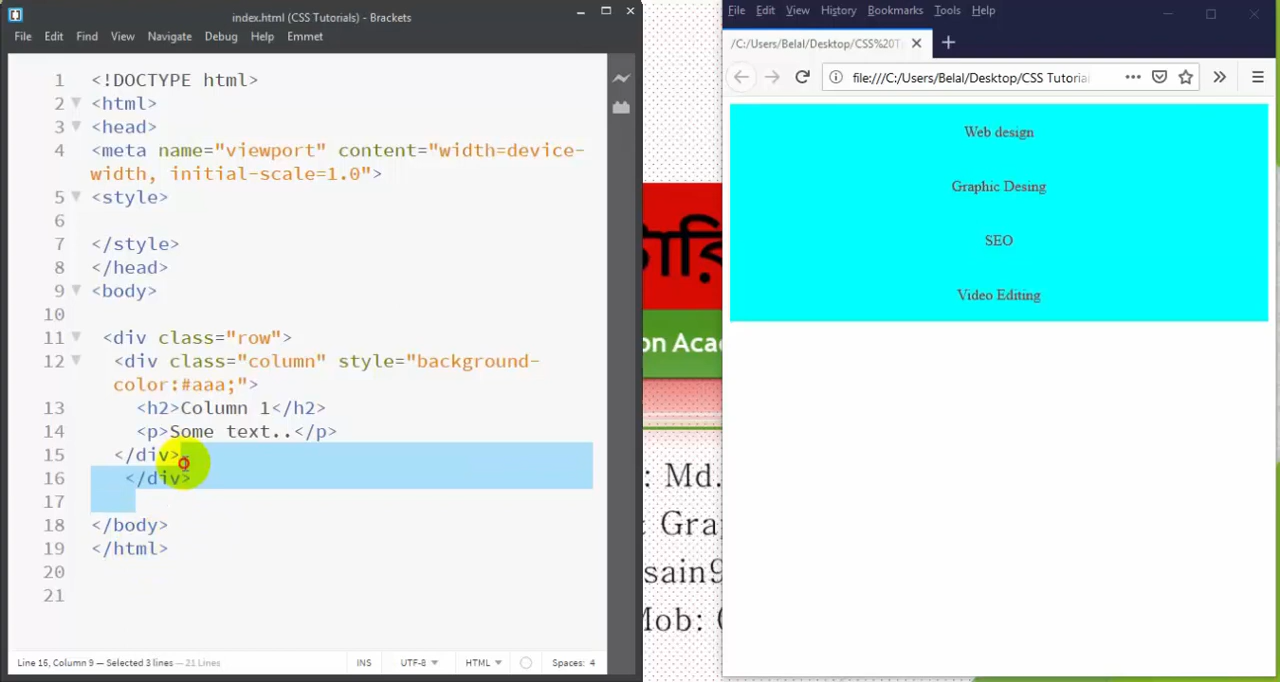 index.html (CSS Tutorials) - Brackets
File Edit Find View Navigate Debug Help Emmet
1 <!DOCTYPE html>
2 <html>
3 <head>
4 <meta name="viewport" content="width=device-
width, initial-scale=1.0">
5 <style>
6
7 </style>
8 </head>
9 <body>
10
11 <div class="row">
12 <div class="column" style="background-
color:#aaa;">
13 <h2>Column 1</h2>
14 <p>Some text..</p>
15 </div>
16 </div>
17
18 </body>
19 </html>
20
21
Line 15, Column 9 — Selected 3 lines — 21 Lines
INS UTF-8 HTML Spaces: 4
File Edit View History Bookmarks Tools Help
/C:/Users/Belal/Desktop/CSS%20T
file:///C:/Users/Belal/Desktop/CSS Tutoria
Web design
Graphic Desing
SEO
Video Editing
টারি
on Aca
: Md.
: Gra
sain9
Mob: